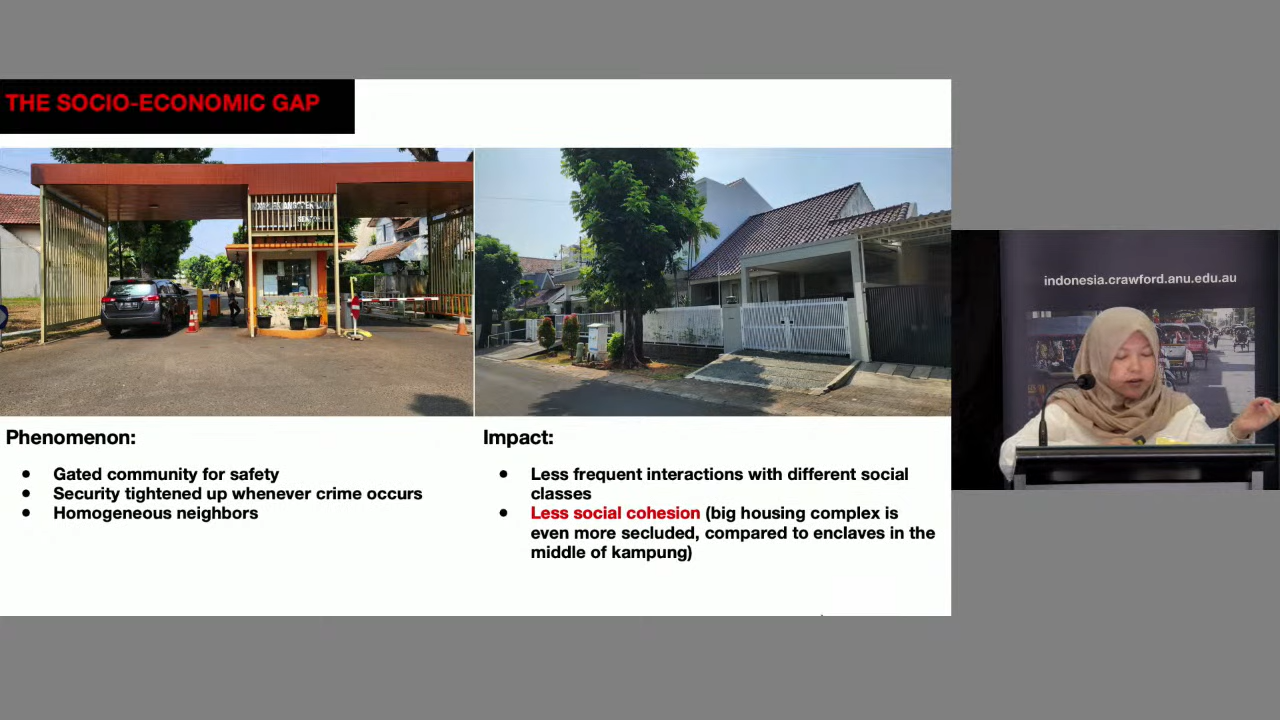 THE SOCIO-ECONOMIC GAP
indonesia.crawford.anu.edu.au
Phenomenon:
● Gated community for safety
● Security tightened up whenever crime occurs
● Homogeneous neighbors
Impact:
● Less frequent interactions with different social
classes
● Less social cohesion (big housing complex is
even more secluded, compared to enclaves in the
middle of kampung)